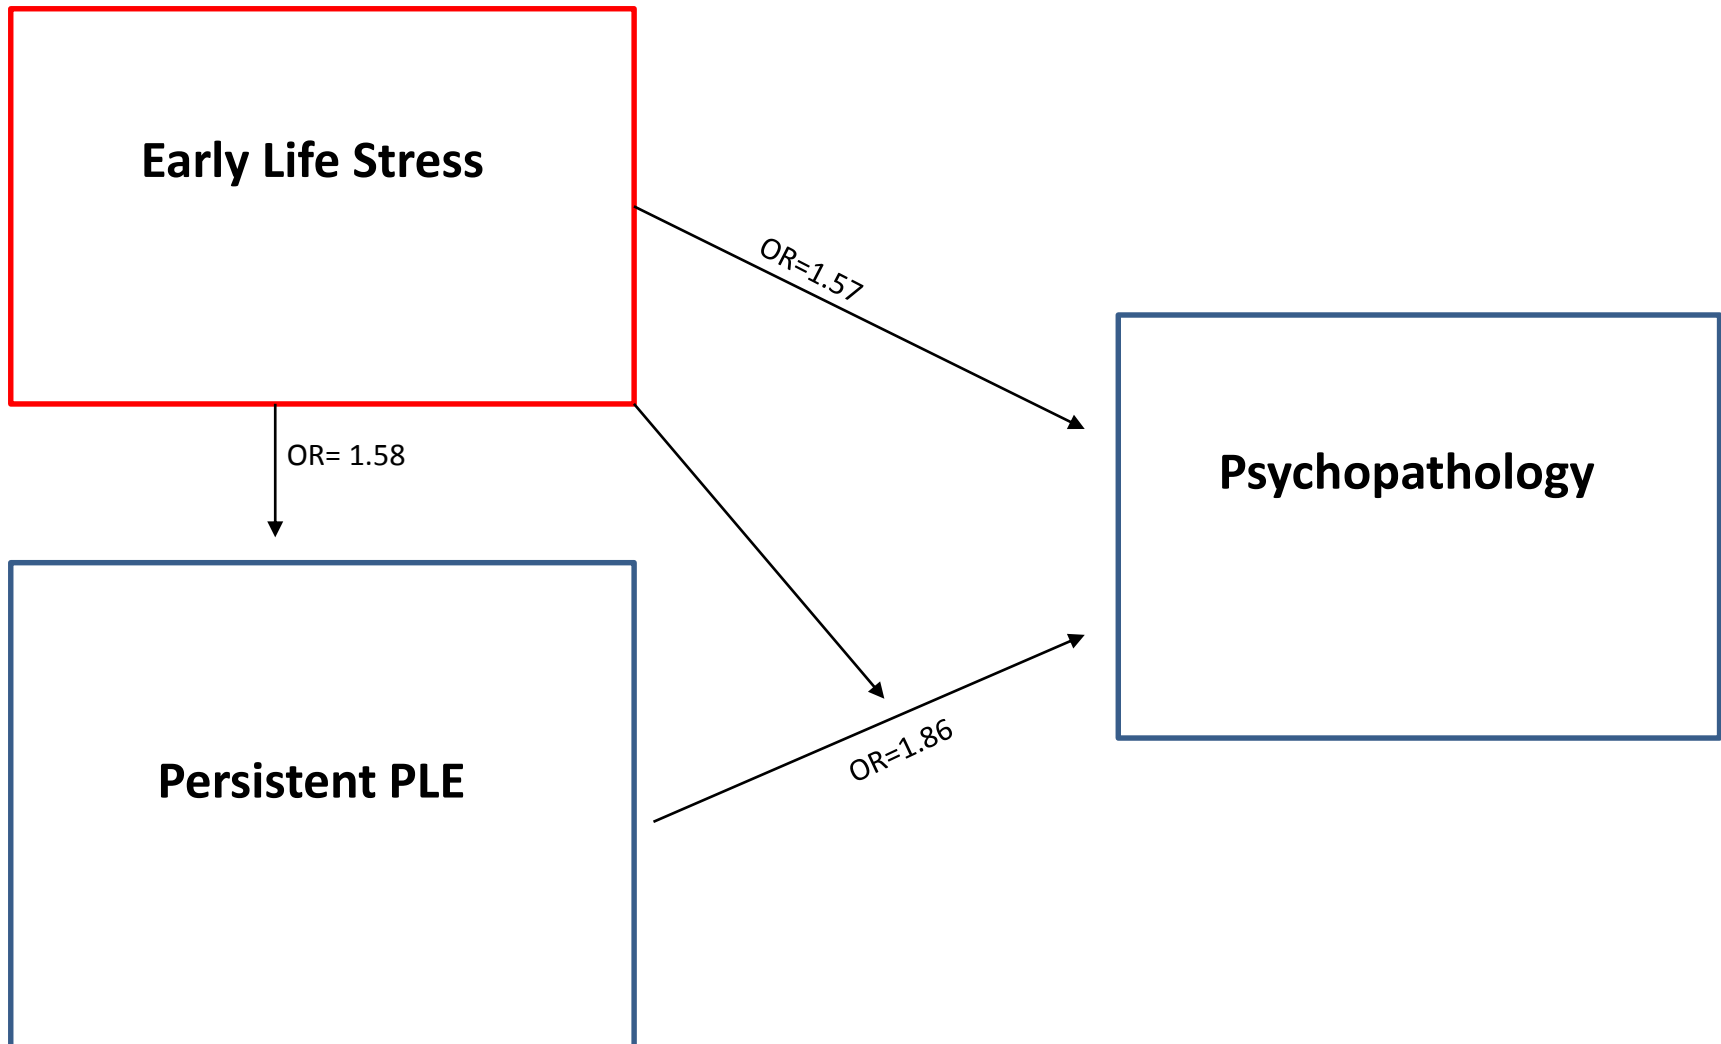 Early Life Stress
OR=1.57
OR= 1.58
Psychopathology
Persistent PLE
OR=1.86